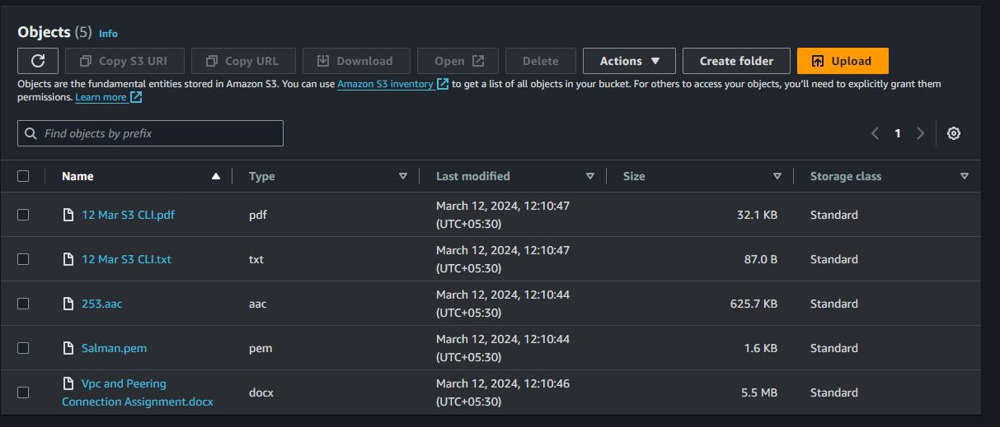 Objects (5) Info
Copy S3 URI Copy URL Download Open Delete Actions Create folder Upload
Objects are the fundamental entities stored in Amazon S3. You can use Amazon S3 inventory to get a list of all objects in your bucket. For others to access your objects, you'll need to explicitly grant them
permissions. Learn more
Find objects by prefix 1
Name Type Last modified Size Storage class
12 Mar S3 CLI.pdf pdf March 12, 2024, 12:10:47 (UTC+05:30) 32.1 KB Standard
12 Mar S3 CLI.txt txt March 12, 2024, 12:10:47 (UTC+05:30) 87.0 B Standard
253.aac aac March 12, 2024, 12:10:44 (UTC+05:30) 625.7 KB Standard
Salman.pem pem March 12, 2024, 12:10:44 (UTC+05:30) 1.6 KB Standard
Vpc and Peering Connection Assignment.docx docx March 12, 2024, 12:10:46 (UTC+05:30) 5.5 MB Standard